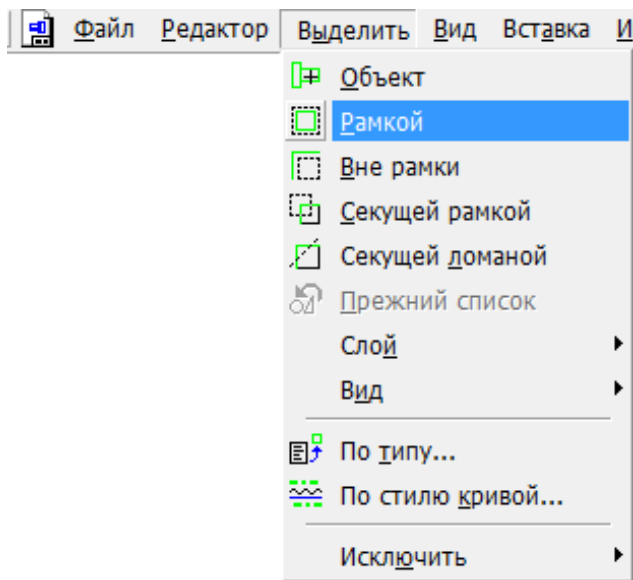 Файл Редактор Выделить Вид Вставка И
Объект
Рамкой
Вне рамки
Секущей рамкой
Секущей ломаной
Прежний список
Слой
Вид
По типу...
По стилю кривой...
Исключить